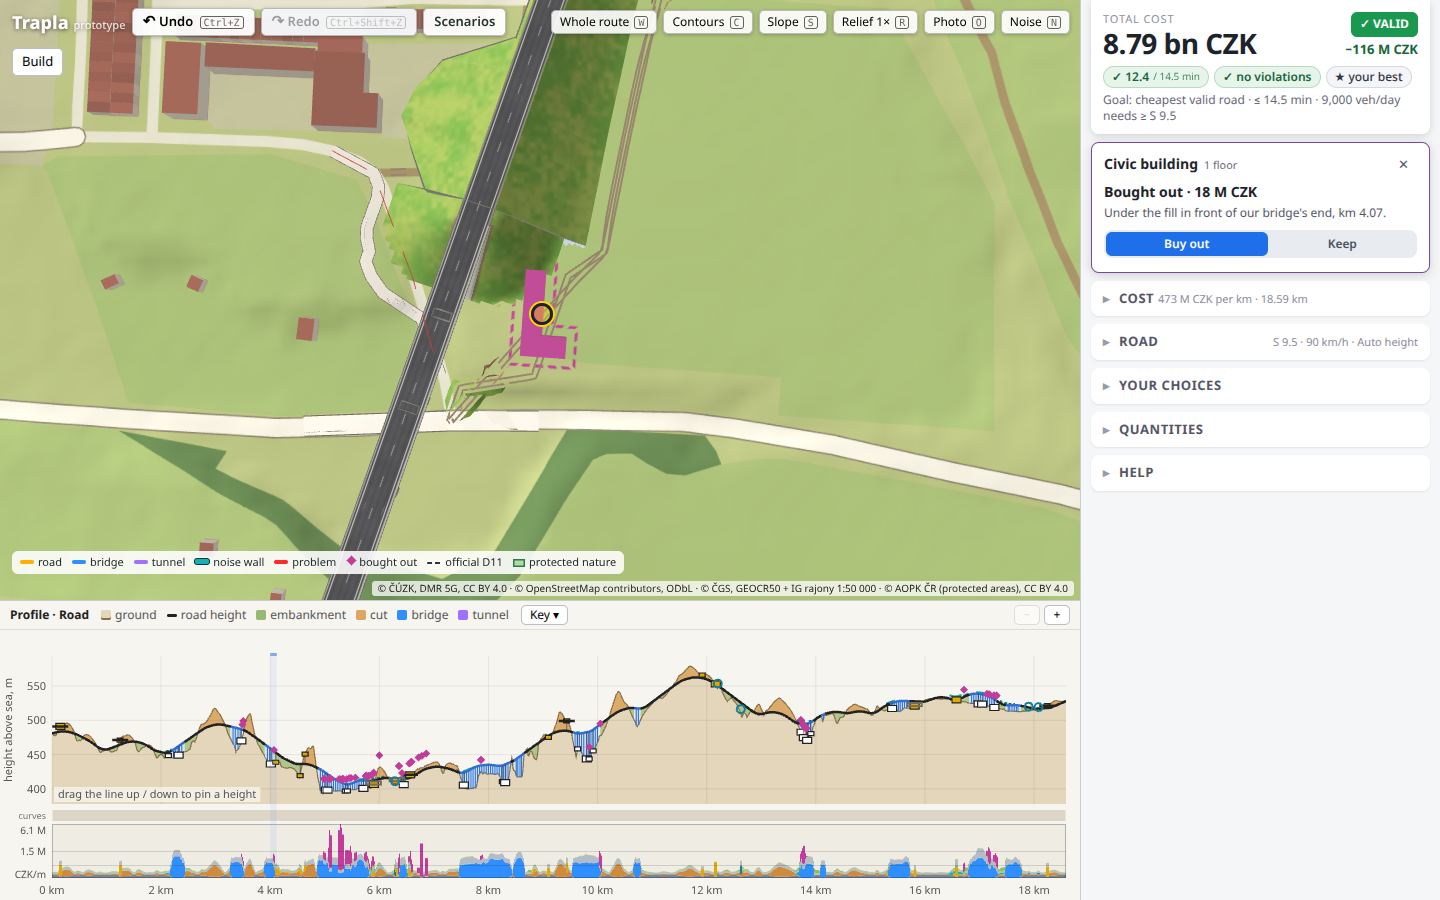 Trapla prototype
↶ Undo Ctrl+Z
↷ Redo Ctrl+Shift+Z
Scenarios
Whole route W
Contours C
Slope S
Relief 1× R
Photo O
Noise N
Build
road
bridge
tunnel
noise wall
problem
bought out
official D11
protected nature
© ČÚZK, DMR 5G, CC BY 4.0 · © OpenStreetMap contributors, ODbL · © ČGS, GEOCR50 + IG rajony 1:50 000 · © AOPK ČR (protected areas), CC BY 4.0
TOTAL COST
✓ VALID
8.79 bn CZK
−116 M CZK
✓ 12.4 / 14.5 min
✓ no violations
★ your best
Goal: cheapest valid road · ≤ 14.5 min · 9,000 veh/day
needs ≥ S 9.5
Civic building 1 floor
✕
Bought out · 18 M CZK
Under the fill in front of our bridge's end, km 4.07.
Buy out
Keep
▶ COST 473 M CZK per km · 18.59 km
▶ ROAD S 9.5 · 90 km/h · Auto height
▶ YOUR CHOICES
▶ QUANTITIES
▶ HELP
Profile · Road
ground
road height
embankment
cut
bridge
tunnel
Key ▾
−
+
height above sea, m
550
500
450
400
drag the line up / down to pin a height
curves
6.1 M
1.5 M
CZK/m
0 km
2 km
4 km
6 km
8 km
10 km
12 km
14 km
16 km
18 km